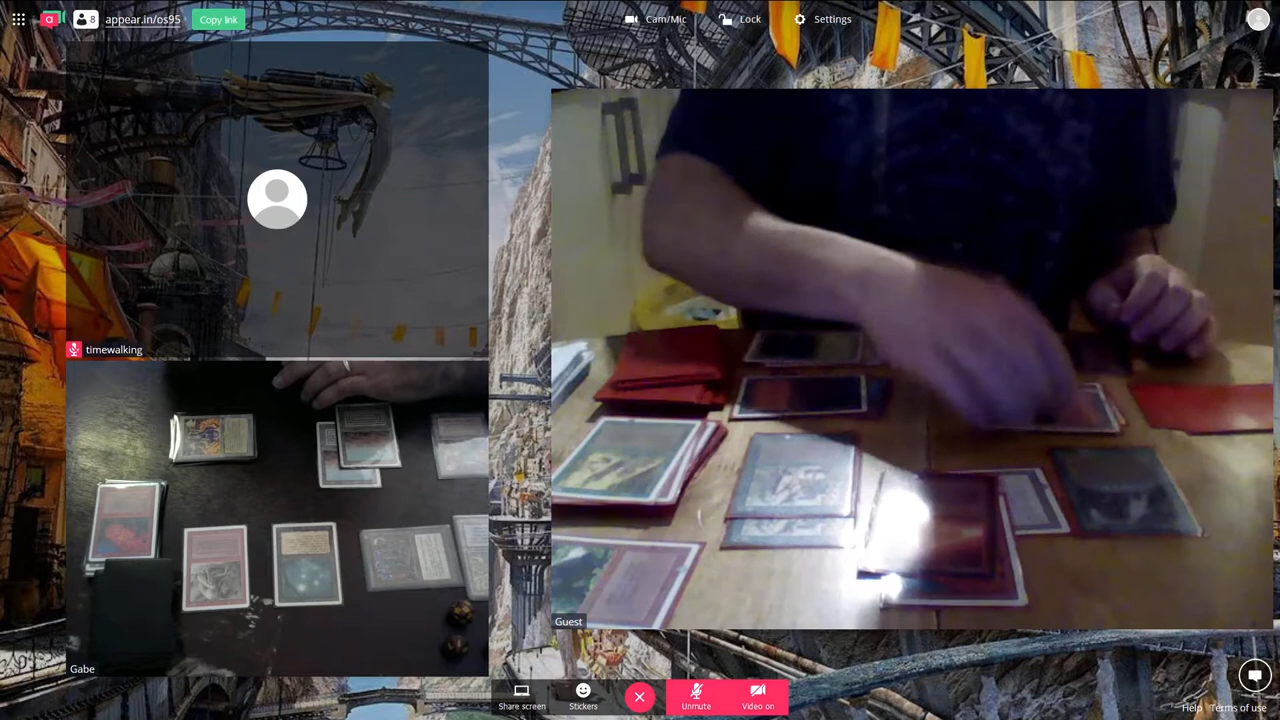 8 appear.in/os95 Copy link Cam/Mic Lock Settings
timewalking
Gabe
Guest
Share screen Stickers Unmute Video on
Help Terms of use